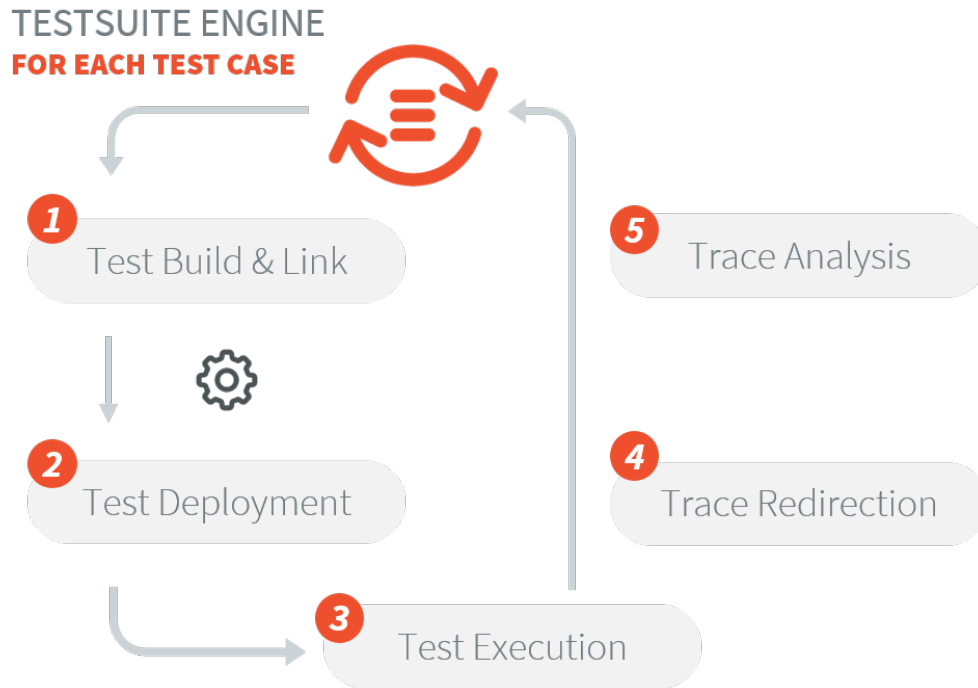 TESTSUITE ENGINE
FOR EACH TEST CASE
1
Test Build & Link
2
Test Deployment
3
Test Execution
4
Trace Redirection
5
Trace Analysis